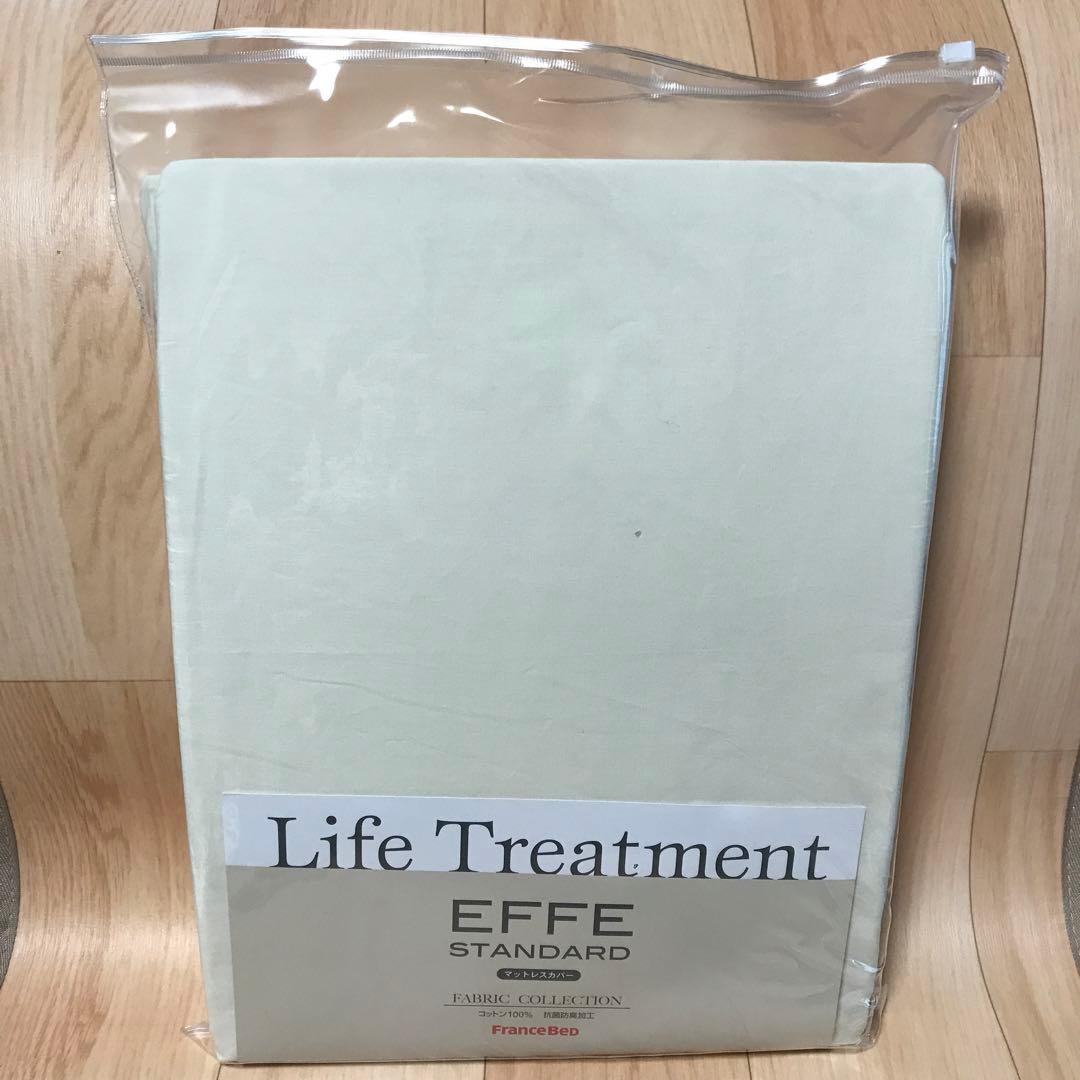 Life Treatment
EFFE
STANDARD
マットレスカバー
FABRIC COLLECTION
コットン100% 抗菌防臭加工
FRANCEBED